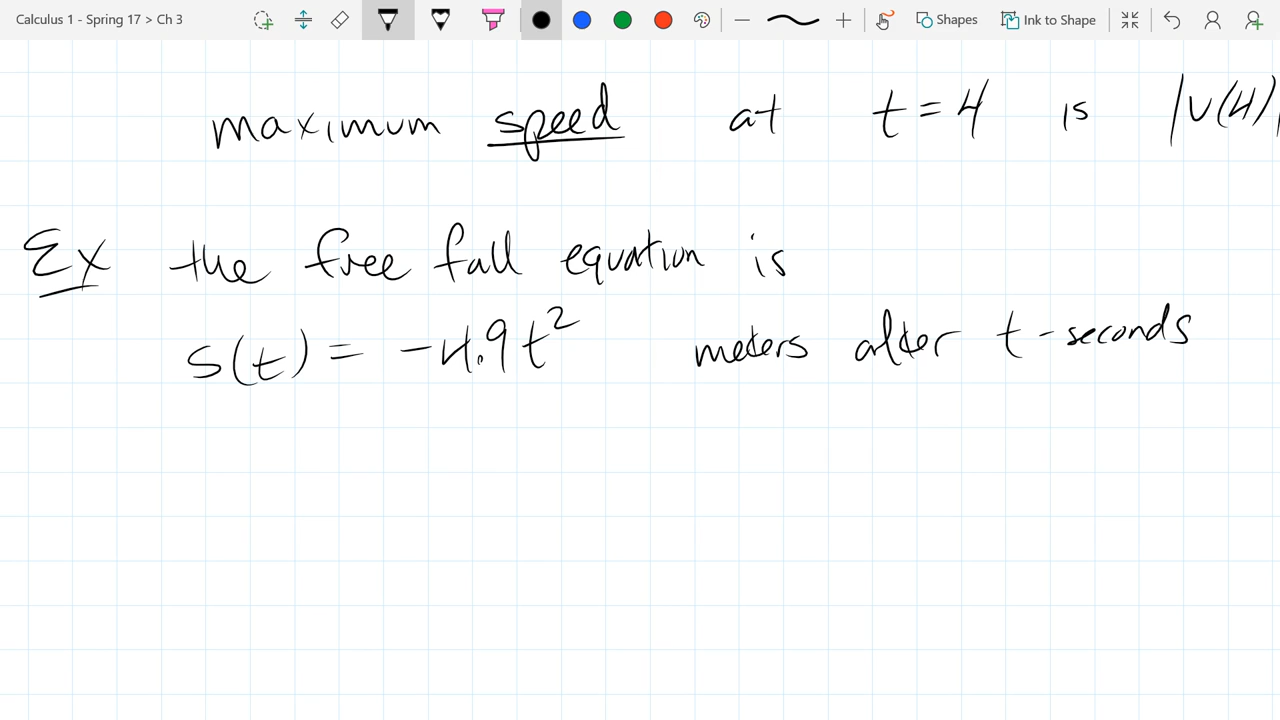 Calculus 1 - Spring 17 > Ch 3
Shapes
Ink to Shape
maximum speed at t = 4 is |v(4)|
Ex the free fall equation is
s(t) = -4.9t² meters after t-seconds